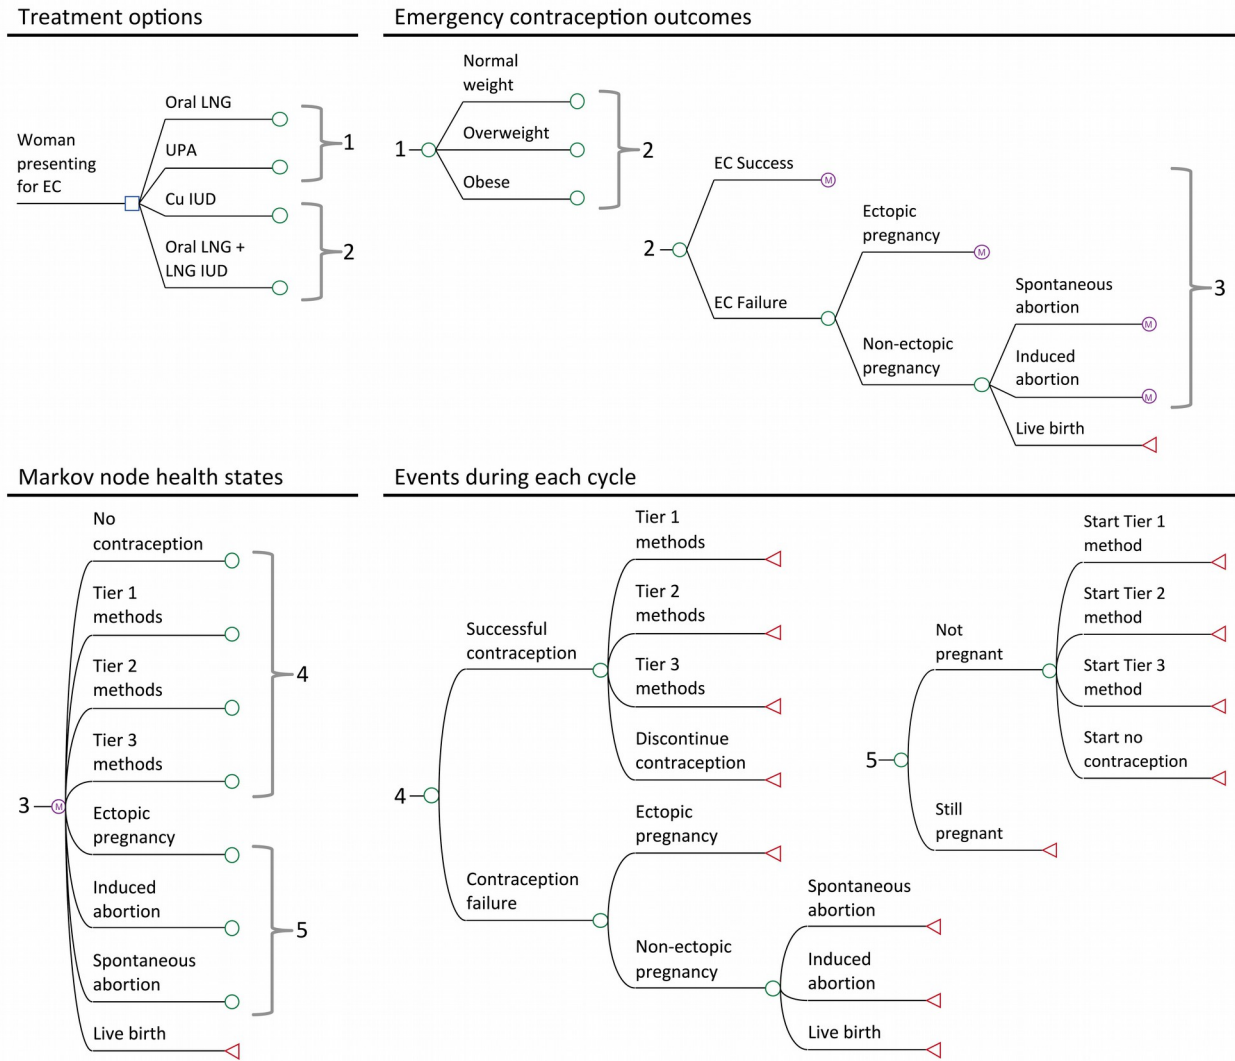 Treatment options
Oral LNG
UPA
Woman
presenting
for EC
Cu IUD
Oral LNG +
LNG IUD
1
2
Emergency contraception outcomes
Normal
weight
1
Overweight
Obese
2
EC Success
M
2
EC Failure
Ectopic
pregnancy
M
Non-ectopic
pregnancy
Spontaneous
abortion
M
Induced
abortion
M
Live birth
3
Markov node health states
No
contraception
Tier 1
methods
Tier 2
methods
Tier 3
methods
4
3
M
Ectopic
pregnancy
Induced
abortion
Spontaneous
abortion
5
Live birth
Events during each cycle
Tier 1
methods
Tier 2
methods
Successful
contraception
Tier 3
methods
Discontinue
contraception
4
Ectopic
pregnancy
Contraception
failure
Non-ectopic
pregnancy
Spontaneous
abortion
Induced
abortion
Live birth
Start Tier 1
method
Start Tier 2
method
Not
pregnant
Start Tier 3
method
Start no
contraception
5
Still
pregnant